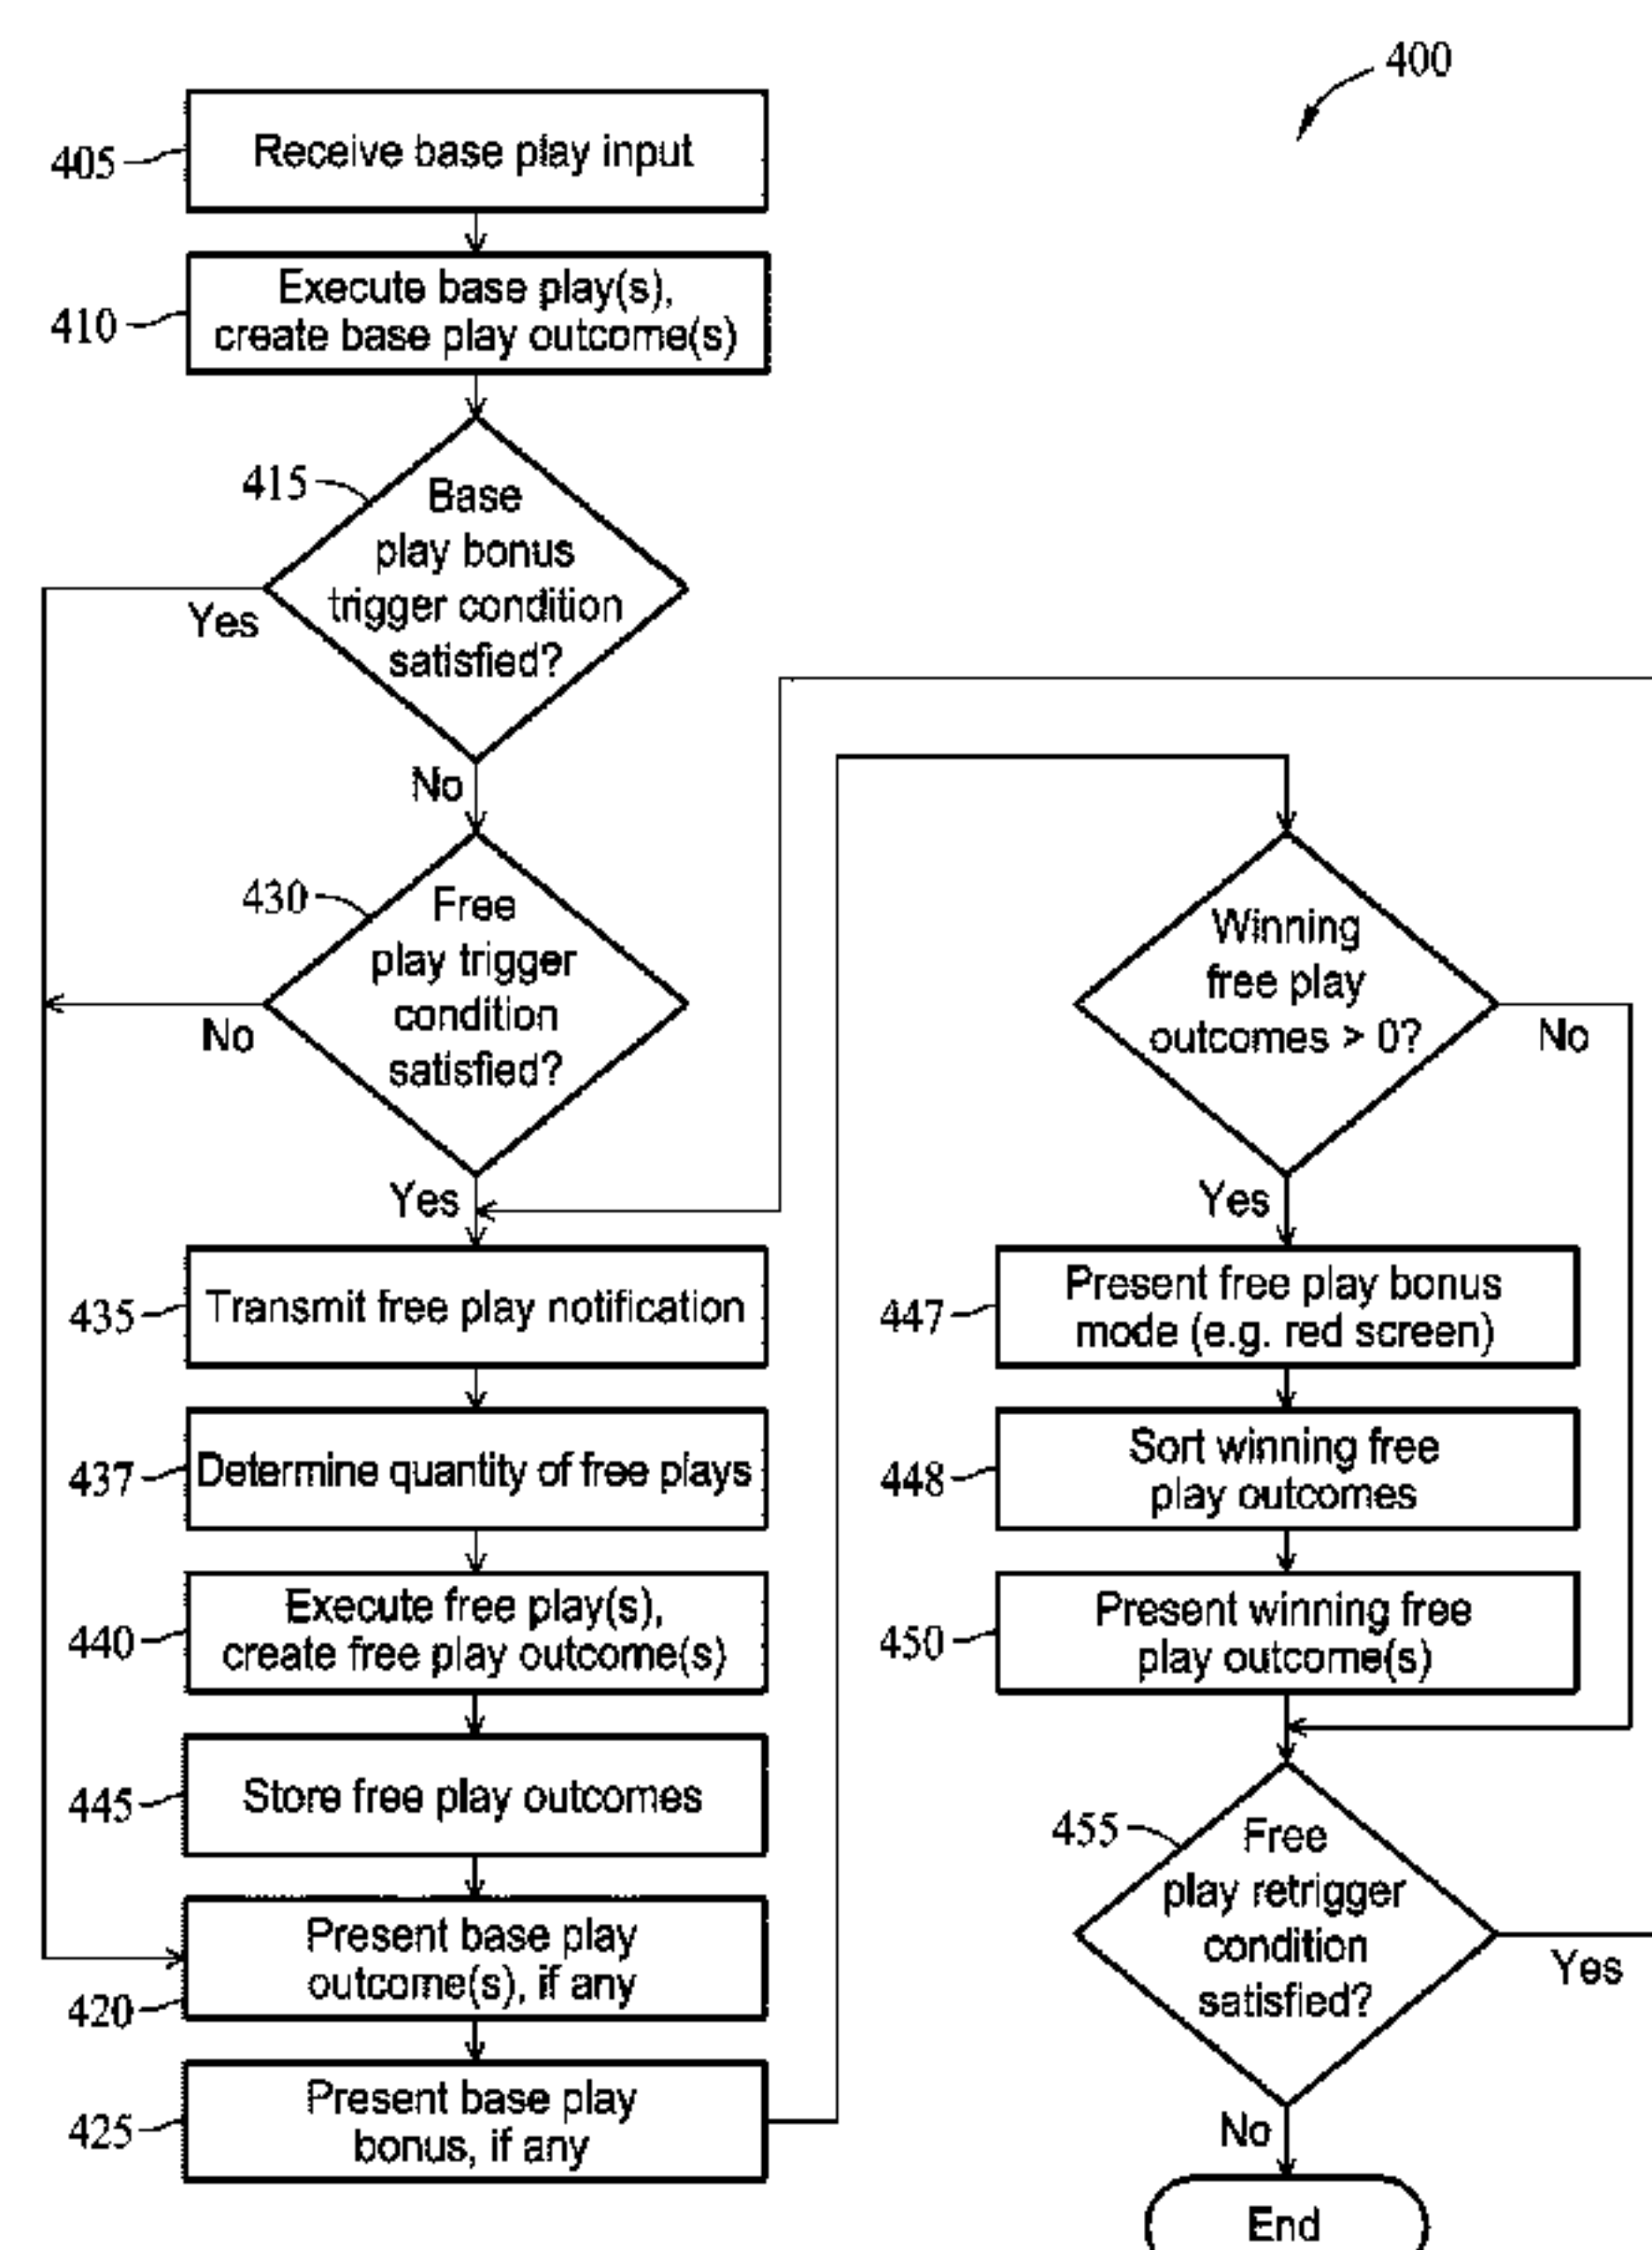 400
405
Receive base play input
410
Execute base play(s),
create base play outcome(s)
415
Base
play bonus
trigger condition
satisfied?
Yes
No
430
Free
play trigger
condition
satisfied?
No
Yes
435
Transmit free play notification
437
Determine quantity of free plays
440
Execute free play(s),
create free play outcome(s)
445
Store free play outcomes
420
Present base play
outcome(s), if any
425
Present base play
bonus, if any
Winning
free play
outcomes > 0?
No
Yes
447
Present free play bonus
mode (e.g. red screen)
448
Sort winning free
play outcomes
450
Present winning free
play outcome(s)
455
Free
play retrigger
condition
satisfied?
Yes
No
End